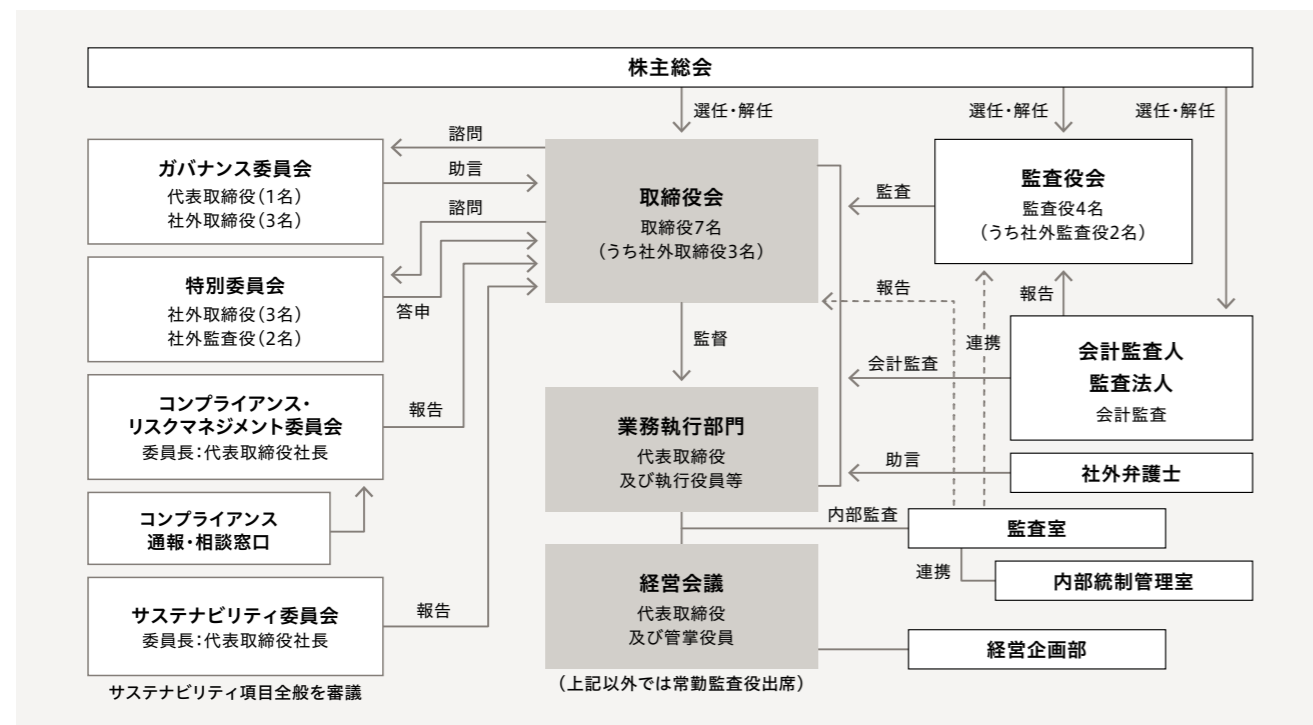 株主総会
選任・解任
選任・解任
選任・解任
諮問
助言
ガバナンス委員会
代表取締役(1名)
社外取締役(3名)
諮問
取締役会
取締役7名
(うち社外取締役3名)
監査
監査役会
監査役4名
(うち社外監査役2名)
特別委員会
社外取締役(3名)
社外監査役(2名)
答申
監督
報告
連携
報告
会計監査
会計監査人
監査法人
会計監査
コンプライアンス・
リスクマネジメント委員会
委員長:代表取締役社長
報告
業務執行部門
代表取締役
及び執行役員等
助言
社外弁護士
コンプライアンス
通報・相談窓口
内部監査
監査室
連携
内部統制管理室
サステナビリティ委員会
委員長:代表取締役社長
報告
サステナビリティ項目全般を審議
経営会議
代表取締役
及び管掌役員
(上記以外では常勤監査役出席)
経営企画部